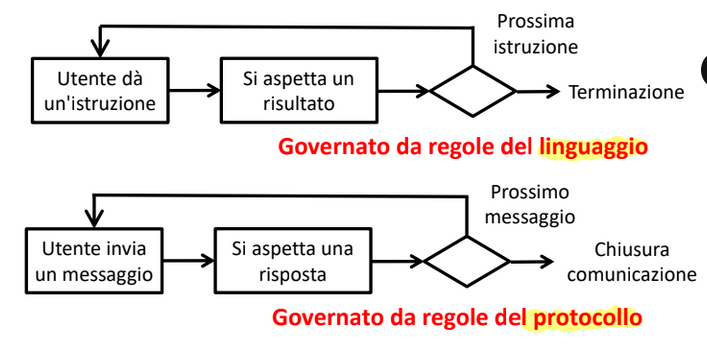 Prossima
istruzione
Utente dà
un'istruzione
Si aspetta un
risultato
Terminazione
Governato da regole del linguaggio
Prossimo
messaggio
Utente invia
un messaggio
Si aspetta una
risposta
Chiusura
comunicazione
Governato da regole del protocollo